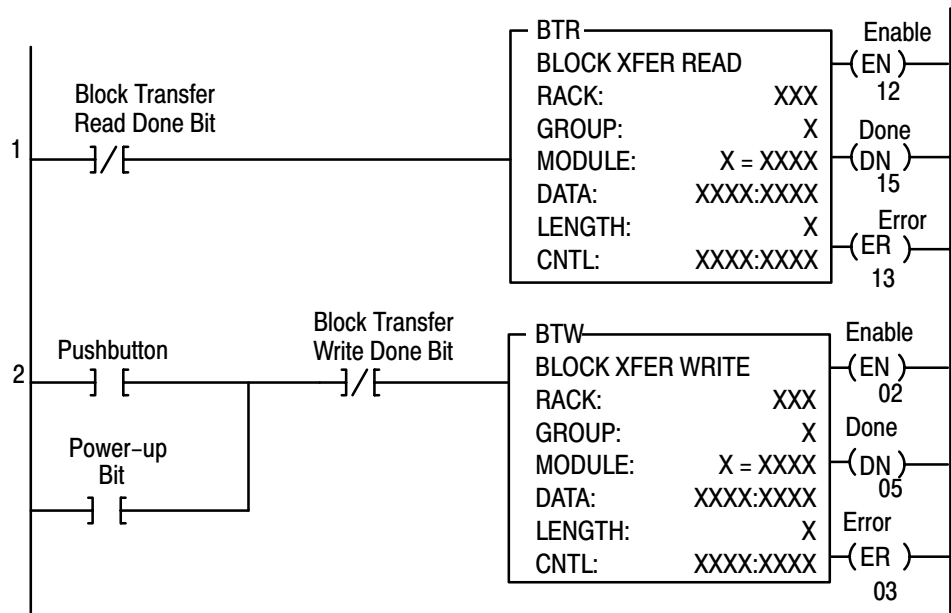 BTR
Enable
BLOCK XFER READ
(EN)
12
Block Transfer
Read Done Bit
RACK: XXX
GROUP: X
Done
1
MODULE: X = XXXX
(DN)
15
DATA: XXXX:XXXX
LENGTH: X
Error
(ER)
CNTL: XXXX:XXXX
13
Block Transfer
Write Done Bit
BTW
Enable
Pushbutton
2
BLOCK XFER WRITE
(EN)
02
RACK: XXX
GROUP: X
Done
Power-up
Bit
MODULE: X = XXXX
(DN)
05
DATA: XXXX:XXXX
LENGTH: X
Error
CNTL: XXXX:XXXX
(ER)
03